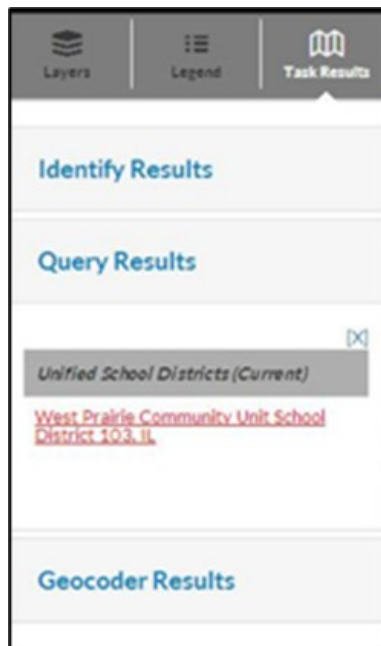 Layers Legend Task Results
Identify Results
Query Results
[X]
Unified School Districts (Current)
West Prairie Community Unit School
District 103, IL
Geocoder Results